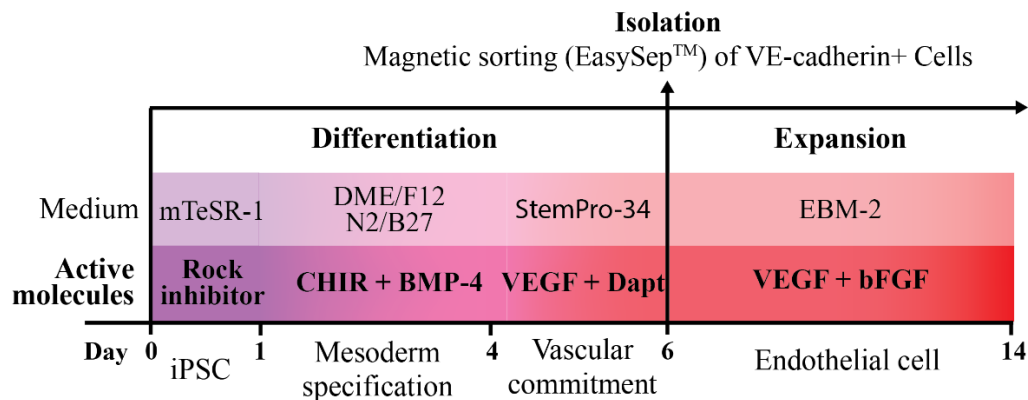 Isolation
Magnetic sorting (EasySep™) of VE-cadherin+ Cells
Differentiation
Expansion
Medium
mTeSR-1
DME/F12
N2/B27
StemPro-34
EBM-2
Active
molecules
Rock
inhibitor
CHIR + BMP-4
VEGF + Dapt
VEGF + bFGF
Day 0 1 4 6 14
iPSC
Mesoderm
specification
Vascular
commitment
Endothelial cell